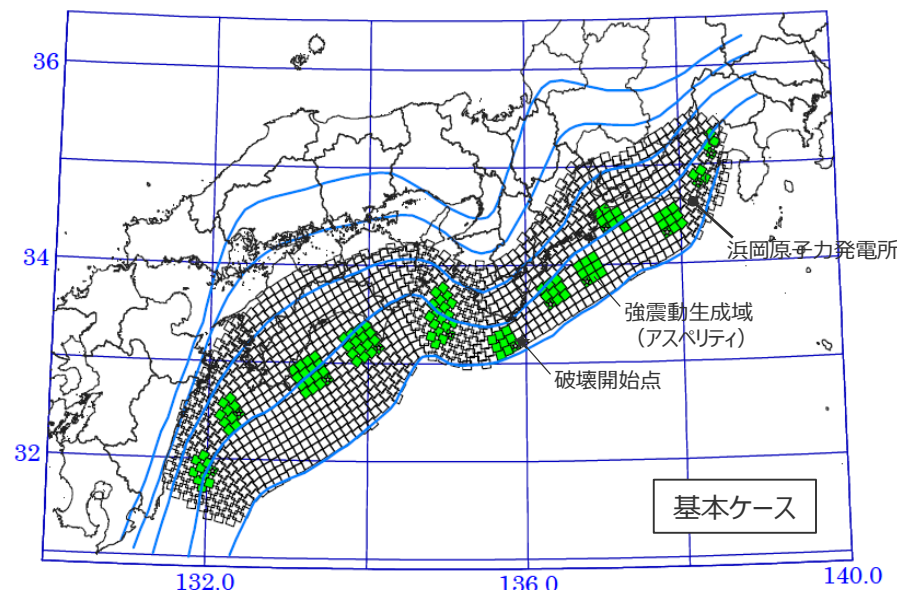 36
34
32
浜岡原子力発電所
強震動生成域
（アスペリティ）
破壊開始点
基本ケース
132.0
136.0
140.0